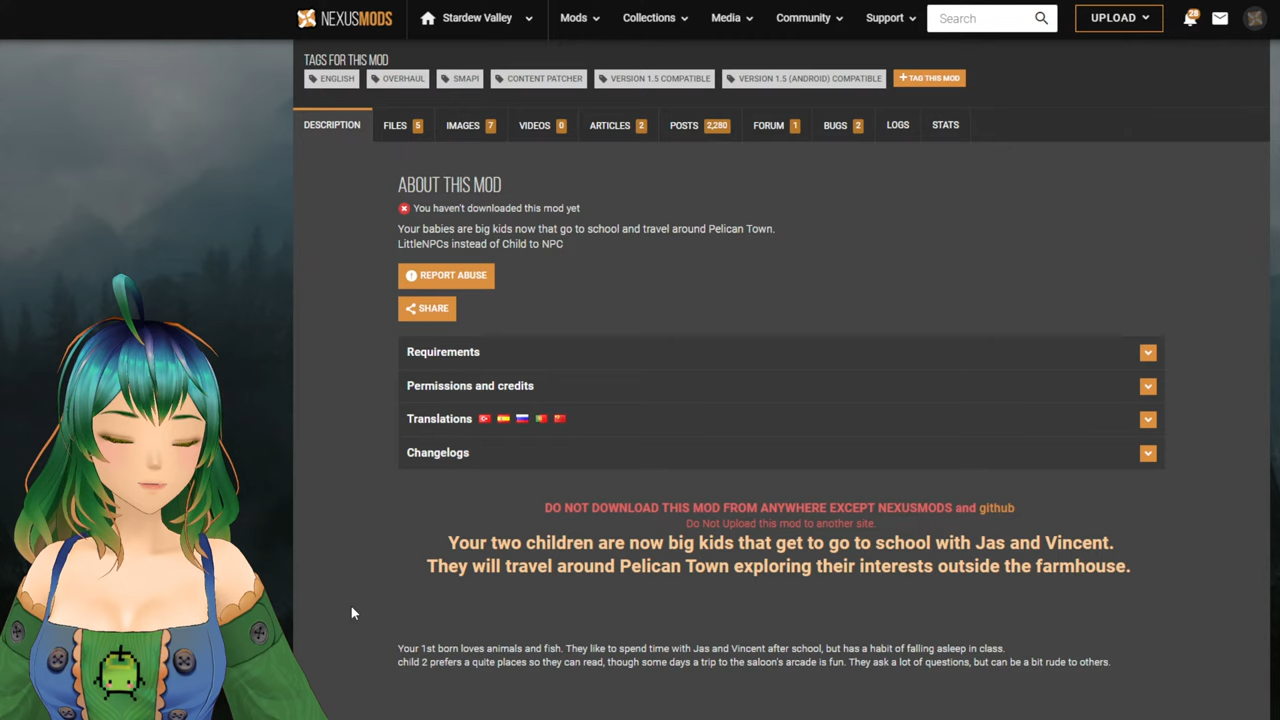 NEXUSMODS
Stardew Valley
Mods
Collections
Media
Community
Support
Search
UPLOAD
28
TAGS FOR THIS MOD
ENGLISH
OVERHAUL
SMAPI
CONTENT PATCHER
VERSION 1.5 COMPATIBLE
VERSION 1.5 (ANDROID) COMPATIBLE
+ TAG THIS MOD
DESCRIPTION
FILES 5
IMAGES 7
VIDEOS 0
ARTICLES 2
POSTS 2,280
FORUM 1
BUGS 2
LOGS
STATS
ABOUT THIS MOD
You haven't downloaded this mod yet
Your babies are big kids now that go to school and travel around Pelican Town.
LittleNPCs instead of Child to NPC
REPORT ABUSE
SHARE
Requirements
Permissions and credits
Translations
Changelogs
DO NOT DOWNLOAD THIS MOD FROM ANYWHERE EXCEPT NEXUSMODS and github
Do Not Upload this mod to another site.
Your two children are now big kids that get to go to school with Jas and Vincent.
They will travel around Pelican Town exploring their interests outside the farmhouse.
Your 1st born loves animals and fish. They like to spend time with Jas and Vincent after school, but has a habit of falling asleep in class.
child 2 prefers a quite places so they can read, though some days a trip to the saloon's arcade is fun. They ask a lot of questions, but can be a bit rude to others.